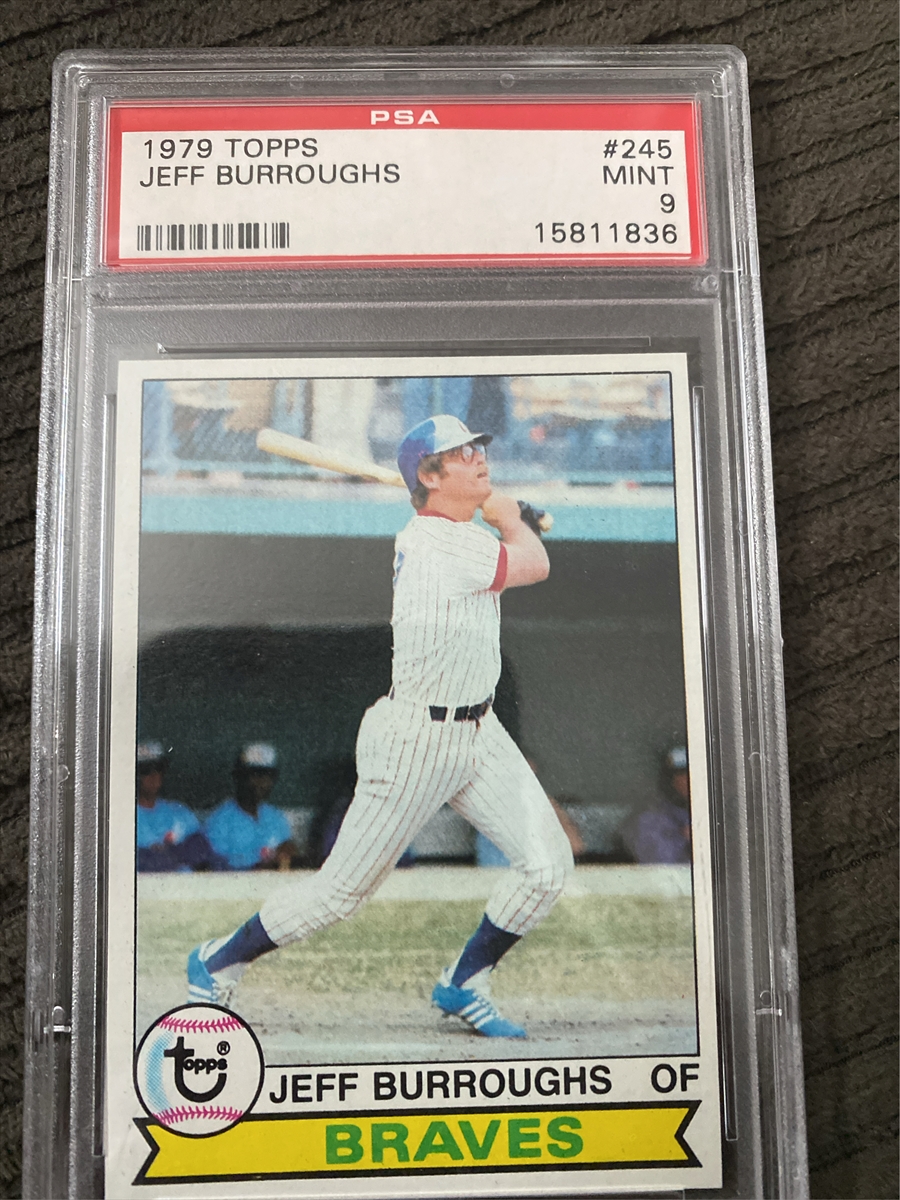 PSA
1979 TOPPS #245
JEFF BURROUGHS MINT
9
15811836
topps®
JEFF BURROUGHS OF
BRAVES